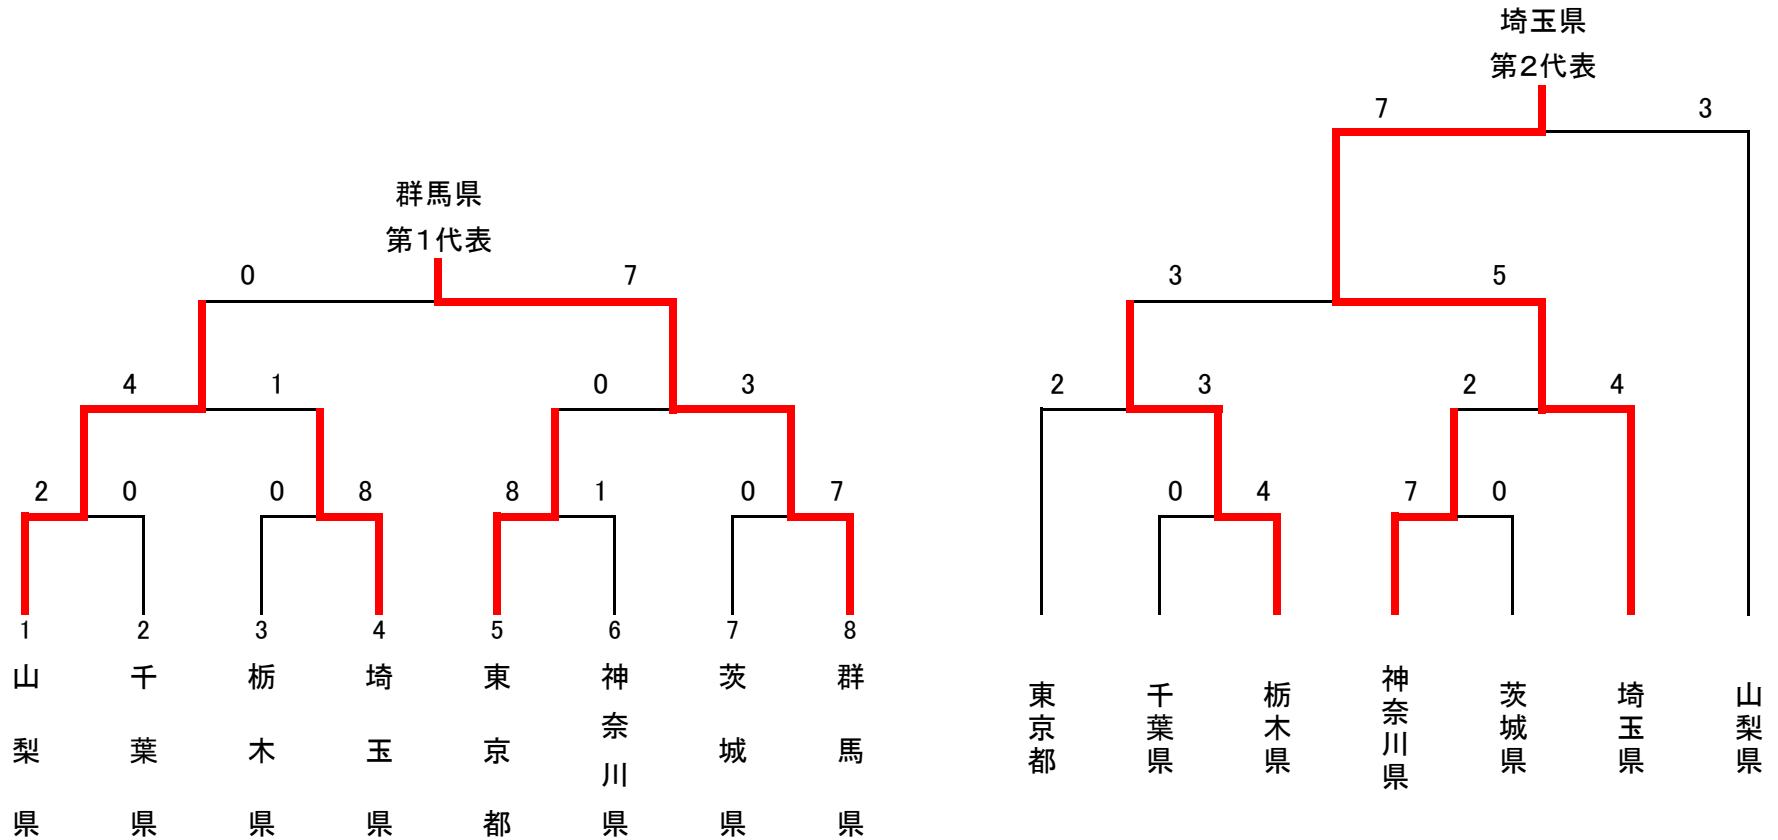 群馬県
第1代表
0 7
4 1 0 3
2 0 0 8 8 1 0 7
1 2 3 4 5 6 7 8
山梨県
千葉県
栃木県
埼玉県
東京都
神奈川県
茨城県
群馬県
埼玉県
第2代表
7 3
3 5
2 3 2 4
0 4 7 0
東京都
千葉県
栃木県
神奈川県
茨城県
埼玉県
山梨県